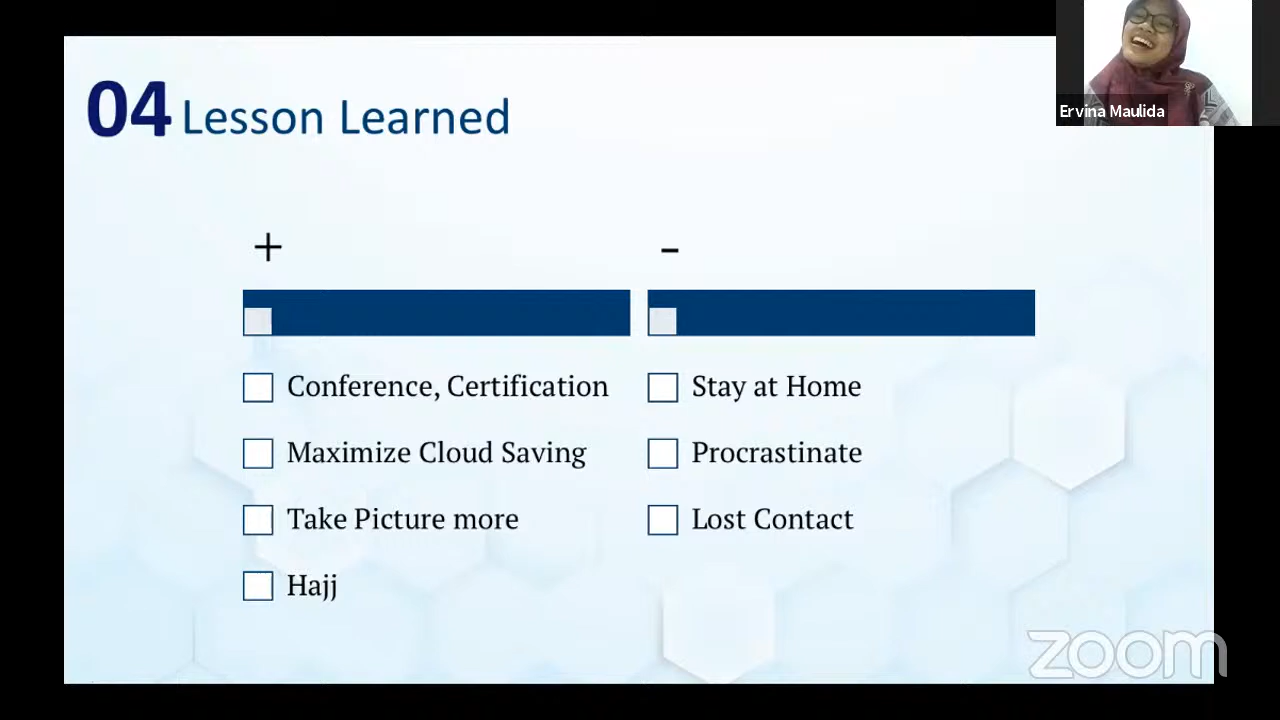 04 Lesson Learned
Ervina Maulida
+
-
Conference, Certification
Maximize Cloud Saving
Take Picture more
Hajj
Stay at Home
Procrastinate
Lost Contact
zoom